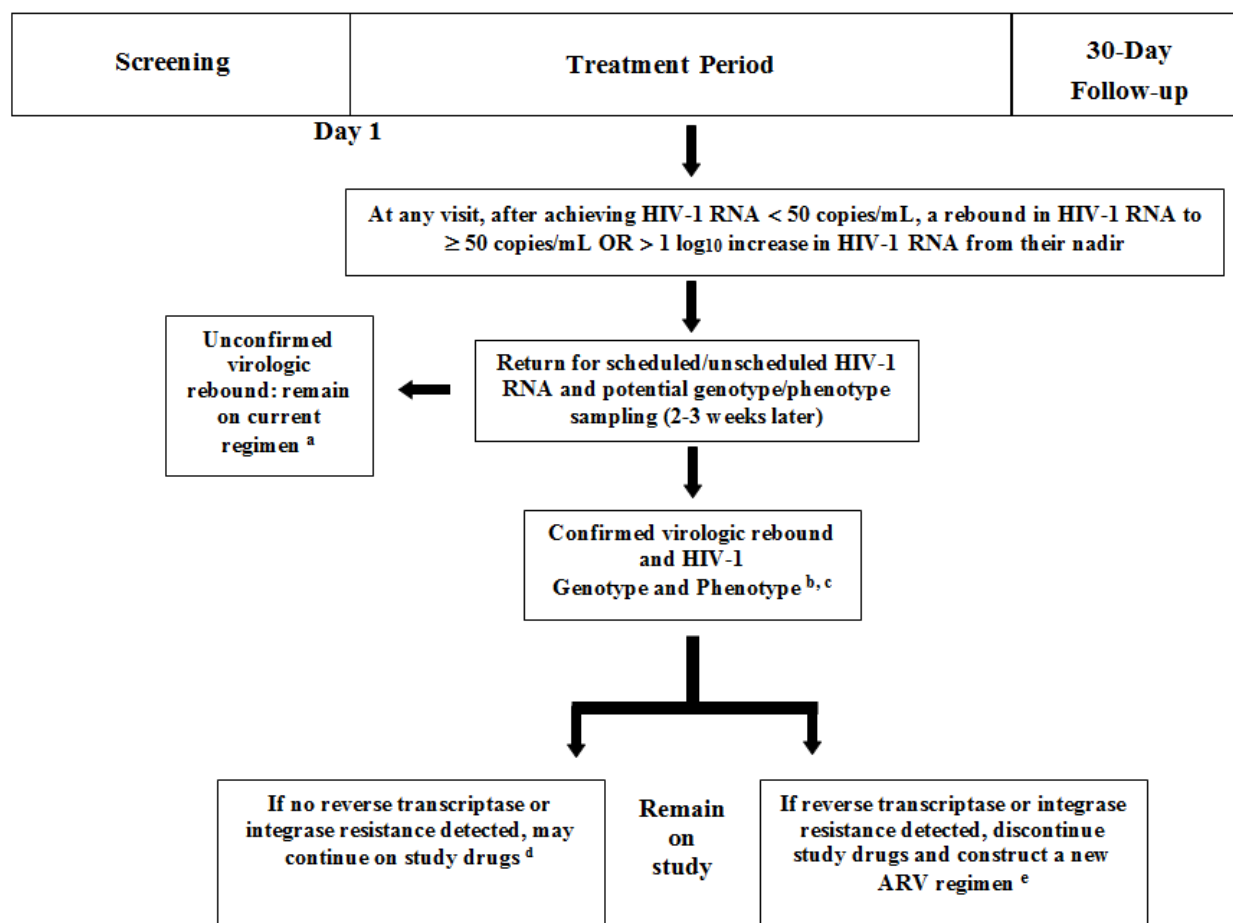 Screening
Treatment Period
30-Day
Follow-up
Day 1
At any visit, after achieving HIV-1 RNA < 50 copies/mL, a rebound in HIV-1 RNA to
≥ 50 copies/mL OR > 1 log10 increase in HIV-1 RNA from their nadir
Unconfirmed
virologic
rebound: remain
on current
regimen a
Return for scheduled/unscheduled HIV-1
RNA and potential genotype/phenotype
sampling (2-3 weeks later)
Confirmed virologic rebound
and HIV-1
Genotype and Phenotype b, c
If no reverse transcriptase or
integrase resistance detected, may
continue on study drugs d
Remain
on
study
If reverse transcriptase or integrase
resistance detected, discontinue
study drugs and construct a new
ARV regimen e